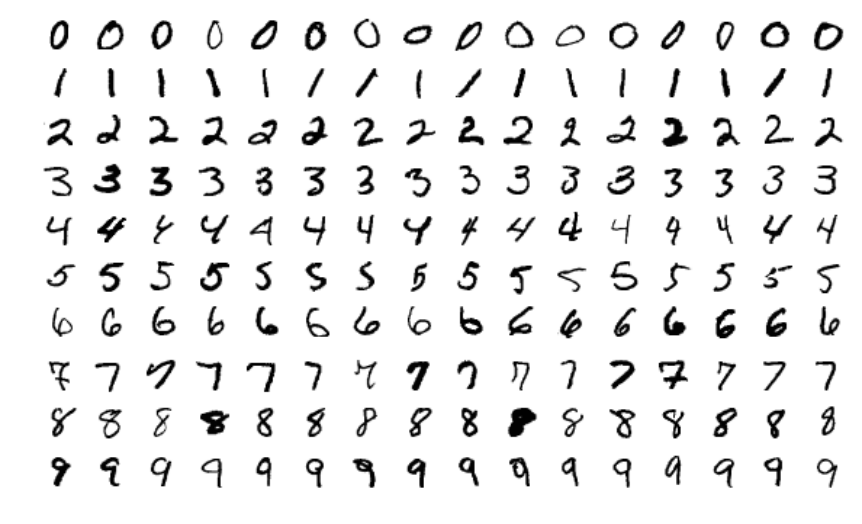 0 0 0 0 0 0 0 0 0 0 0 0 0 0 0 0
1 1 1 1 1 1 1 1 1 1 1 1 1 1 1 1
2 2 2 2 2 2 2 2 2 2 2 2 2 2 2 2
3 3 3 3 3 3 3 3 3 3 3 3 3 3 3 3
4 4 4 4 4 4 4 4 4 4 4 4 4 4 4 4
5 5 5 5 5 5 5 5 5 5 5 5 5 5 5 5
6 6 6 6 6 6 6 6 6 6 6 6 6 6 6 6
7 7 7 7 7 7 7 7 7 7 7 7 7 7 7 7
8 8 8 8 8 8 8 8 8 8 8 8 8 8 8 8
9 9 9 9 9 9 9 9 9 9 9 9 9 9 9 9